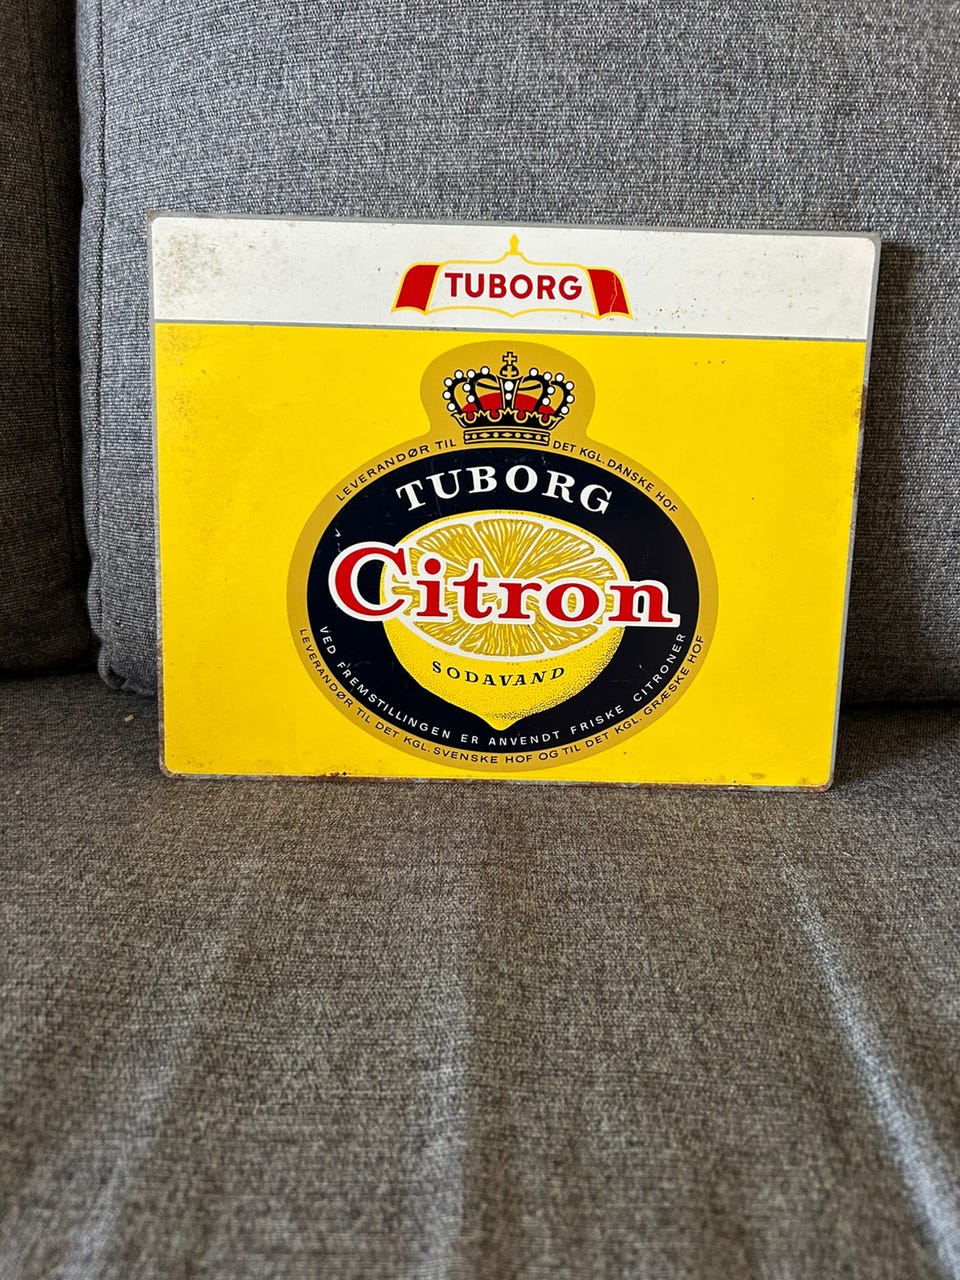 TUBORG
LEVERANDØR TIL DET KGL. DANSKE HOF
TUBORG
Citron
SODAVAND
VED FREMSTILLINGEN ER ANVENDT FRISKE CITRONER
LEVERANDØR TIL DET KGL. SVENSKE HOF OG TIL DET KGL. GRÆSKE HOF